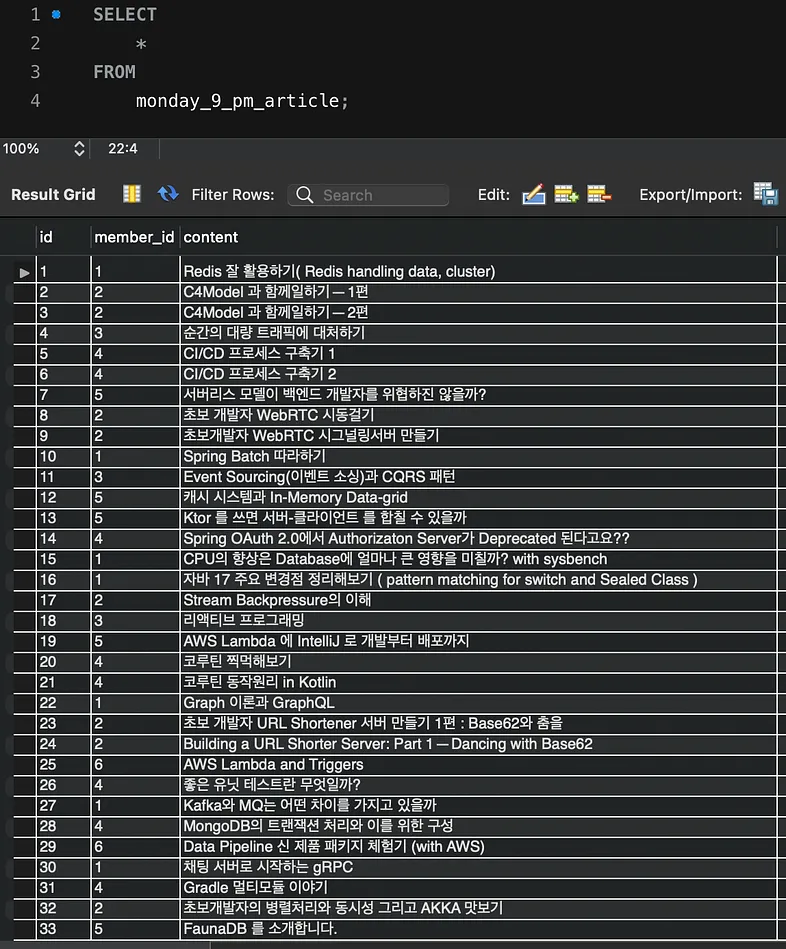 1 SELECT
2 *
3 FROM
4 monday_9_pm_article;
100% 22:4
Result Grid Filter Rows: Search Edit: Export/Import:
id member_id content
1 1 Redis 잘 활용하기( Redis handling data, cluster)
2 2 C4Model 과 함께일하기 — 1편
3 2 C4Model 과 함께일하기 — 2편
4 3 순간의 대량 트래픽에 대처하기
5 4 CI/CD 프로세스 구축기 1
6 4 CI/CD 프로세스 구축기 2
7 5 서버리스 모델이 백엔드 개발자를 위협하진 않을까?
8 2 초보 개발자 WebRTC 시동걸기
9 2 초보개발자 WebRTC 시그널링서버 만들기
10 1 Spring Batch 따라하기
11 3 Event Sourcing(이벤트 소싱)과 CQRS 패턴
12 5 캐시 시스템과 In-Memory Data-grid
13 5 Ktor 를 쓰면 서버-클라이언트 를 합칠 수 있을까
14 4 Spring OAuth 2.0에서 Authorizaton Server가 Deprecated 된다고요??
15 1 CPU의 향상은 Database에 얼마나 큰 영향을 미칠까? with sysbench
16 1 자바 17 주요 변경점 정리해보기 ( pattern matching for switch and Sealed Class )
17 2 Stream Backpressure의 이해
18 3 리액티브 프로그래밍
19 5 AWS Lambda 에 IntelliJ 로 개발부터 배포까지
20 4 코루틴 찍먹해보기
21 4 코루틴 동작원리 in Kotlin
22 1 Graph 이론과 GraphQL
23 2 초보 개발자 URL Shortener 서버 만들기 1편 : Base62와 춤을
24 2 Building a URL Shorter Server: Part 1 — Dancing with Base62
25 6 AWS Lambda and Triggers
26 4 좋은 유닛 테스트란 무엇일까?
27 1 Kafka와 MQ는 어떤 차이를 가지고 있을까
28 4 MongoDB의 트랜잭션 처리와 이를 위한 구성
29 6 Data Pipeline 신 제품 패키지 체험기 (with AWS)
30 1 채팅 서버로 시작하는 gRPC
31 4 Gradle 멀티모듈 이야기
32 2 초보개발자의 병렬처리와 동시성 그리고 AKKA 맛보기
33 5 FaunaDB 를 소개합니다.